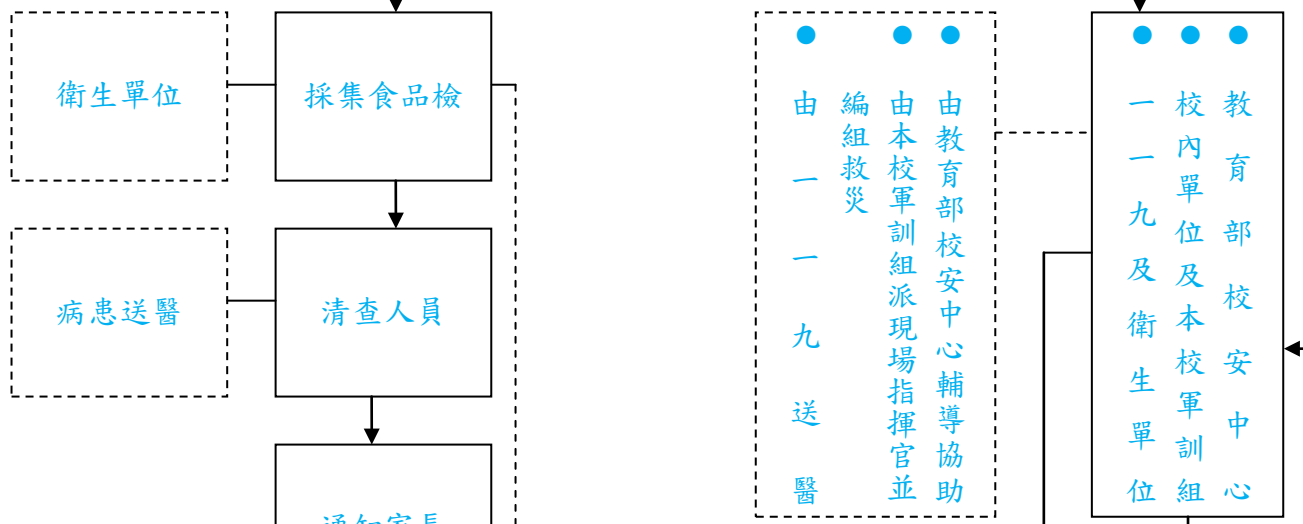 衛生單位
採集食品檢
病患送醫
清查人員
通知家長
● 由教育部校安中心輔導協助
● 由本校軍訓組派現場指揮官並
編組救災
● 由一一九送醫
● 教育部校安中心
● 校內單位及本校軍訓組
● 一一九及衛生單位